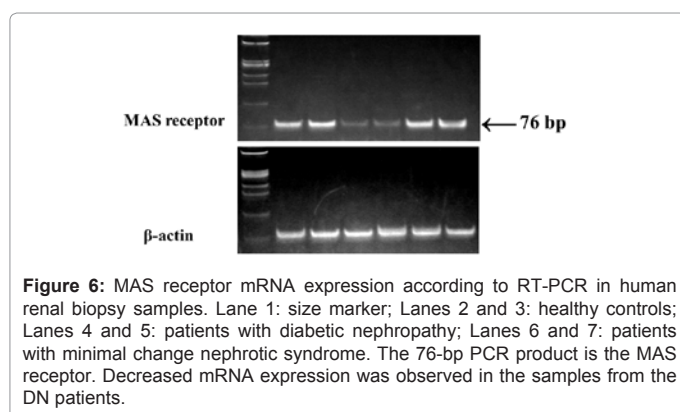 MAS receptor ← 76 bp
β-actin
Figure 6: MAS receptor mRNA expression according to RT-PCR in human
renal biopsy samples. Lane 1: size marker; Lanes 2 and 3: healthy controls;
Lanes 4 and 5: patients with diabetic nephropathy; Lanes 6 and 7: patients
with minimal change nephrotic syndrome. The 76-bp PCR product is the MAS
receptor. Decreased mRNA expression was observed in the samples from the
DN patients.